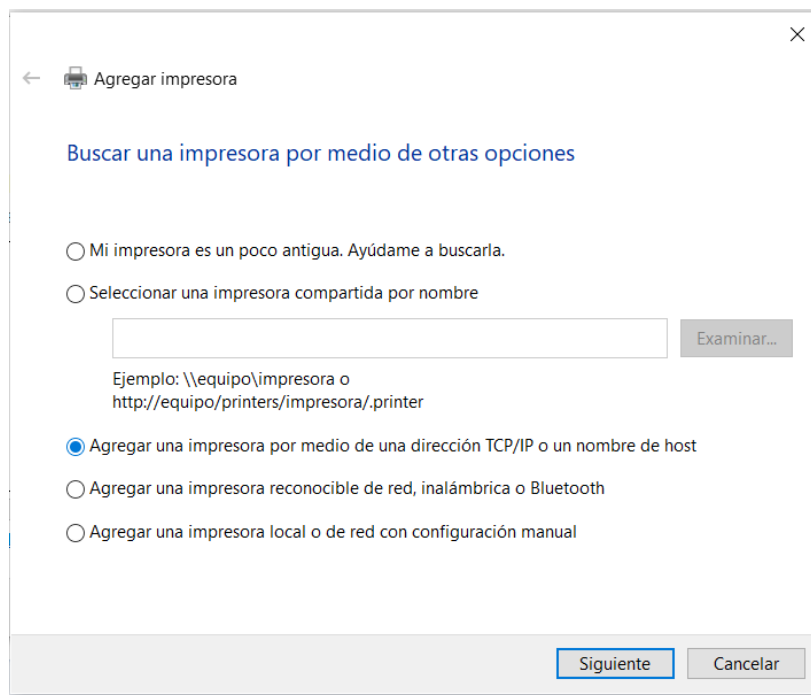 Agregar impresora
Buscar una impresora por medio de otras opciones
Mi impresora es un poco antigua. Ayúdame a buscarla.
Seleccionar una impresora compartida por nombre
Examinar...
Ejemplo: \\equipo\impresora o
http://equipo/printers/impresora/.printer
Agregar una impresora por medio de una dirección TCP/IP o un nombre de host
Agregar una impresora reconocible de red, inalámbrica o Bluetooth
Agregar una impresora local o de red con configuración manual
Siguiente
Cancelar